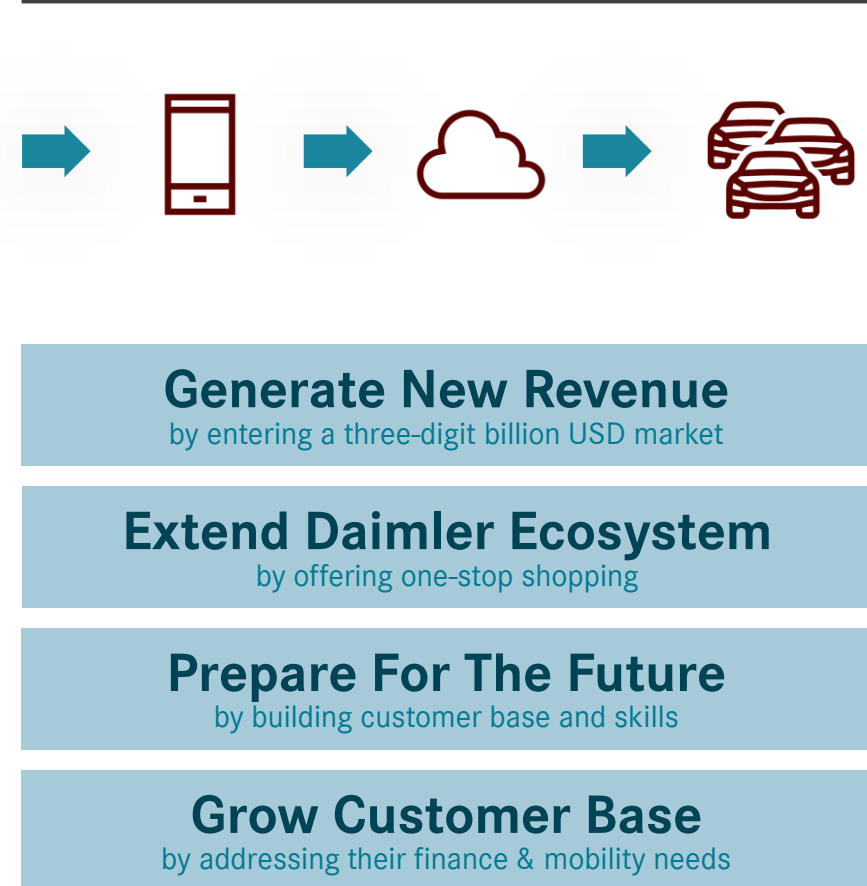 Generate New Revenue
by entering a three-digit billion USD market
Extend Daimler Ecosystem
by offering one-stop shopping
Prepare For The Future
by building customer base and skills
Grow Customer Base
by addressing their finance & mobility needs